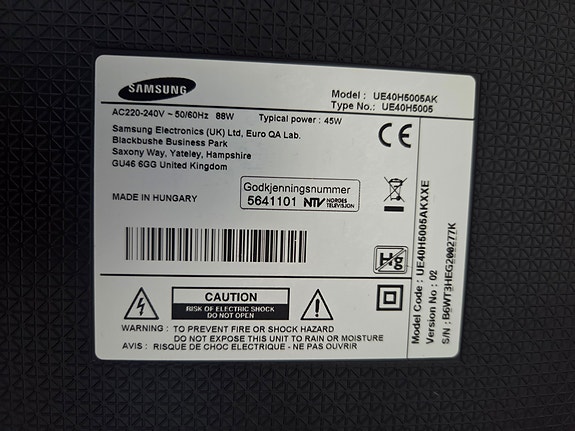 SAMSUNG
Model : UE40H5005AK
Type No.: UE40H5005
AC220-240V ~ 50/60Hz 88W Typical power : 45W
Samsung Electronics (UK) Ltd, Euro QA Lab.
Blackbushe Business Park
Saxony Way, Yateley, Hampshire
GU46 6GG United Kingdom
CE
MADE IN HUNGARY
Godkjenningsnummer
5641101 NTV NORGES TELEVISJON
Hg
CAUTION
RISK OF ELECTRIC SHOCK
DO NOT OPEN
WARNING : TO PREVENT FIRE OR SHOCK HAZARD
DO NOT EXPOSE THIS UNIT TO RAIN OR MOISTURE
AVIS : RISQUE DE CHOC ELECTRIQUE - NE PAS OUVRIR
Model Code : UE40H5005AKXXE
Version No : 02
S/N : B6WT3HEG200277K